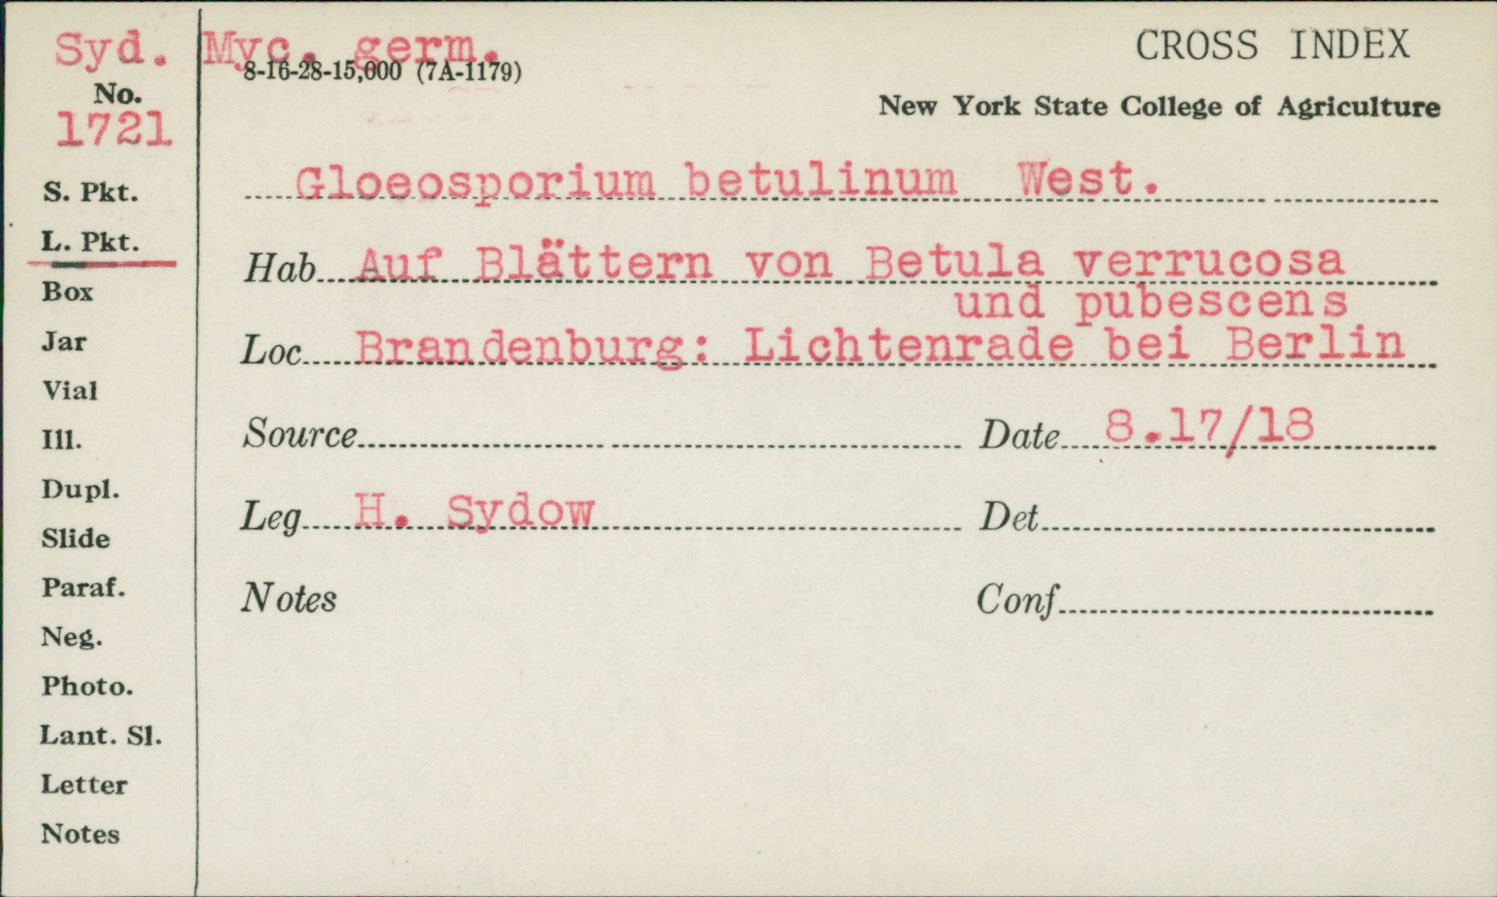 Syd. Myc. germ.
8-16-28-15,000 (7A-1179)
CROSS INDEX
No.
1721
New York State College of Agriculture
Gloeosporium betulinum West.
S. Pkt.
L. Pkt.
Box
Jar
Vial
Ill.
Dupl.
Slide
Paraf.
Neg.
Photo.
Lant. Sl.
Letter
Notes
Hab Auf Blättern von Betula verrucosa
und pubescens
Loc Brandenburg: Lichtenrade bei Berlin
Source
Date 8.17/18
Leg H. Sydow
Det
Notes
Conf